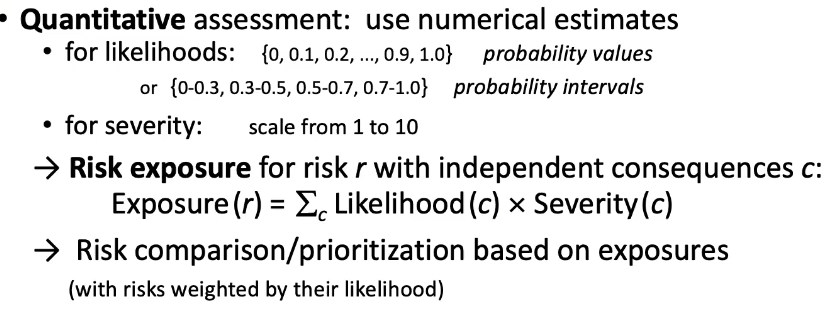 • Quantitative assessment: use numerical estimates
• for likelihoods: {0, 0.1, 0.2, ..., 0.9, 1.0} probability values
or {0-0.3, 0.3-0.5, 0.5-0.7, 0.7-1.0} probability intervals
• for severity: scale from 1 to 10
→ Risk exposure for risk r with independent consequences c:
Exposure (r) = ∑c Likelihood (c) × Severity (c)
→ Risk comparison/prioritization based on exposures
(with risks weighted by their likelihood)